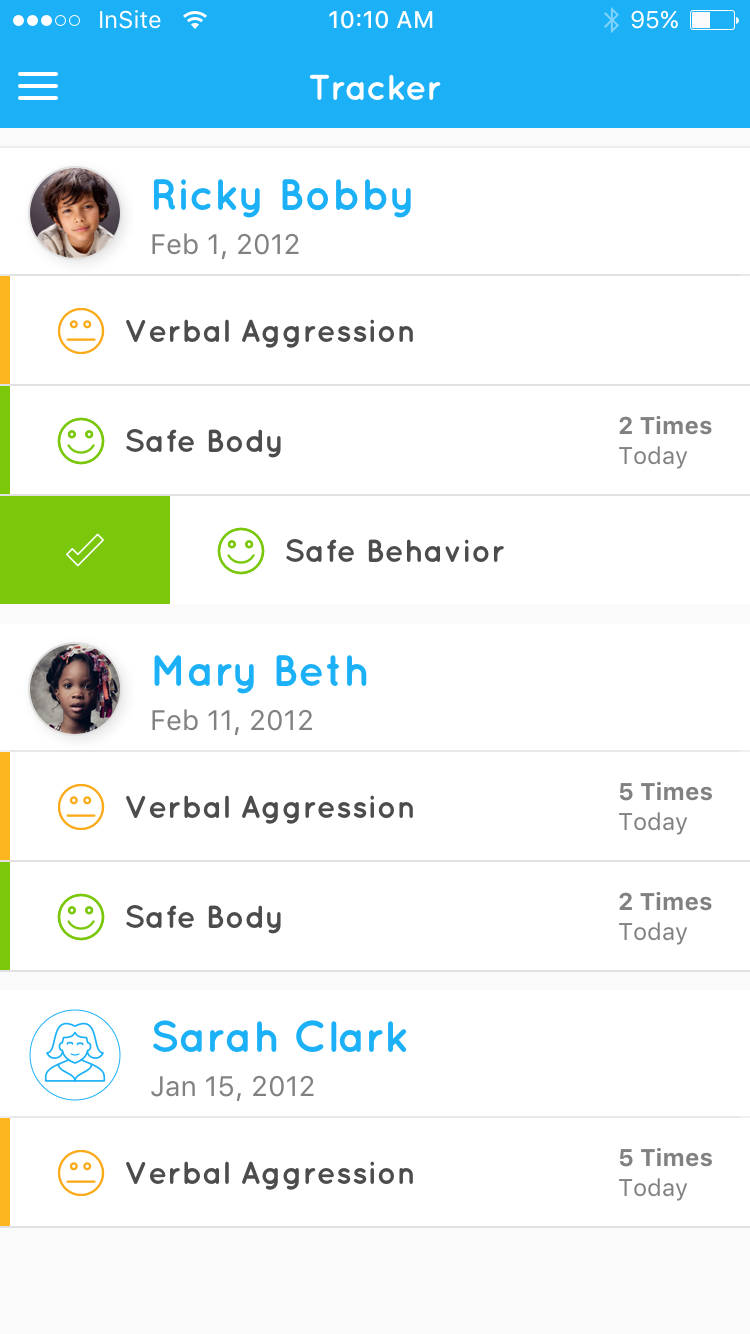 InSite 10:10 AM 95%
Tracker
Ricky Bobby
Feb 1, 2012
Verbal Aggression
Safe Body
2 Times
Today
Safe Behavior
Mary Beth
Feb 11, 2012
Verbal Aggression
5 Times
Today
Safe Body
2 Times
Today
Sarah Clark
Jan 15, 2012
Verbal Aggression
5 Times
Today